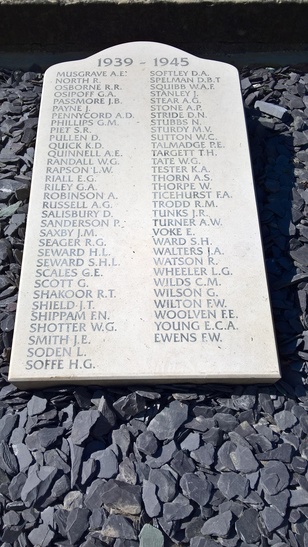 1939 - 1945
MUSGRAVE A.E.
NORTH R.
OSBORNE R.R.
OSIPOFF G.A.
PASSMORE J.B.
PAYNE J.
PENNYCORD A.D.
PHILLIPS G.M.
PIET S.R.
PULLEN D.
QUICK K.D.
QUINNELL A.E.
RANDALL W.G.
RAPSON L.W.
RIALL E.G.
RILEY G.A.
ROBINSON A.
RUSSELL A.G.
SALISBURY D.
SANDERSON P.
SAXBY J.M.
SEAGER R.G.
SEWARD H.L.
SEWARD S.H.L.
SCALES G.E.
SCOTT G.
SHAKOOR R.T.
SHIELD J.T.
SHIPPAM F.N.
SHOTTER W.G.
SMITH J.E.
SODEN L.
SOFFE H.G.
SOFTLEY D.A.
SPELMAN D.B.T
SQUIBB W.A.F.
STANLEY J.
STEAR A.G.
STONE A.P.
STRIDE D.N.
STUBBS N.
STURDY M.V.
SUTTON W.C.
TALMADGE P.E.
TARGETT T.H.
TATE W.G.
TESTER K.A.
THORN A.S.
THORPE W.
TICEHURST F.A.
TRODD R.M.
TUNKS J.R.
TURNER A.W.
VOKE E.
WARD S.H.
WALTERS J.A.
WATSON R.
WHEELER L.G.
WILDS C.M.
WILSON G.
WILTON F.W.
WOOLVEN F.E.
YOUNG E.C.A.
EWENS F.W.